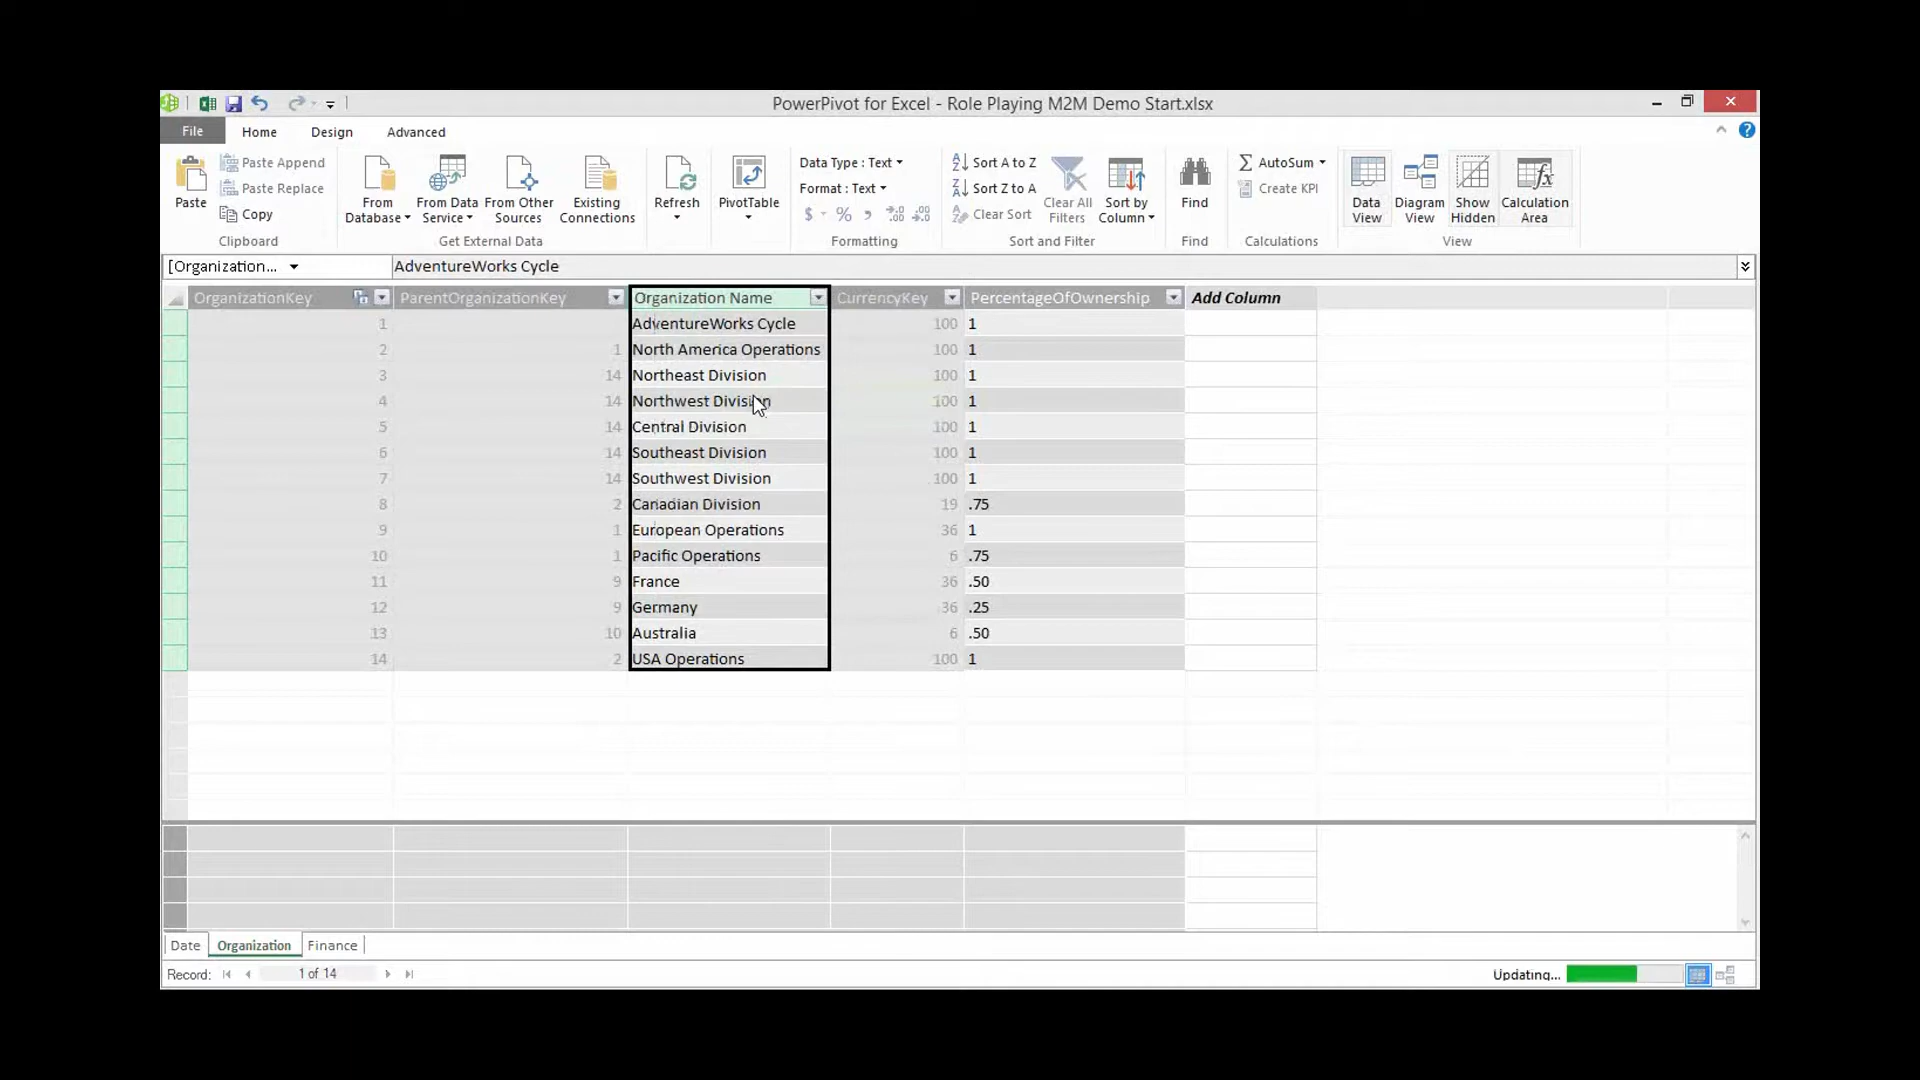 PowerPivot for Excel - Role Playing M2M Demo Start.xlsx
File Home Design Advanced
Paste
Paste Append
Paste Replace
Copy
Clipboard
From Database
From Data Service
From Other Sources
Existing Connections
Get External Data
Refresh
PivotTable
Data Type : Text
Format : Text
$ %
Formatting
Sort A to Z
Sort Z to A
Clear Sort
Clear All Filters
Sort by Column
Sort and Filter
Find
Find
AutoSum
Create KPI
Calculations
Data View
Diagram View
Show Hidden
Calculation Area
View
[Organization... AdventureWorks Cycle
OrganizationKey ParentOrganizationKey Organization Name CurrencyKey PercentageOfOwnership Add Column
1 AdventureWorks Cycle 100 1
2 1 North America Operations 100 1
3 14 Northeast Division 100 1
4 14 Northwest Division 100 1
5 14 Central Division 100 1
6 14 Southeast Division 100 1
7 14 Southwest Division 100 1
8 2 Canadian Division 19 .75
9 1 European Operations 36 1
10 1 Pacific Operations 6 .75
11 9 France 36 .50
12 9 Germany 36 .25
13 10 Australia 6 .50
14 2 USA Operations 100 1
Date Organization Finance
Record: 1 of 14 Updating...